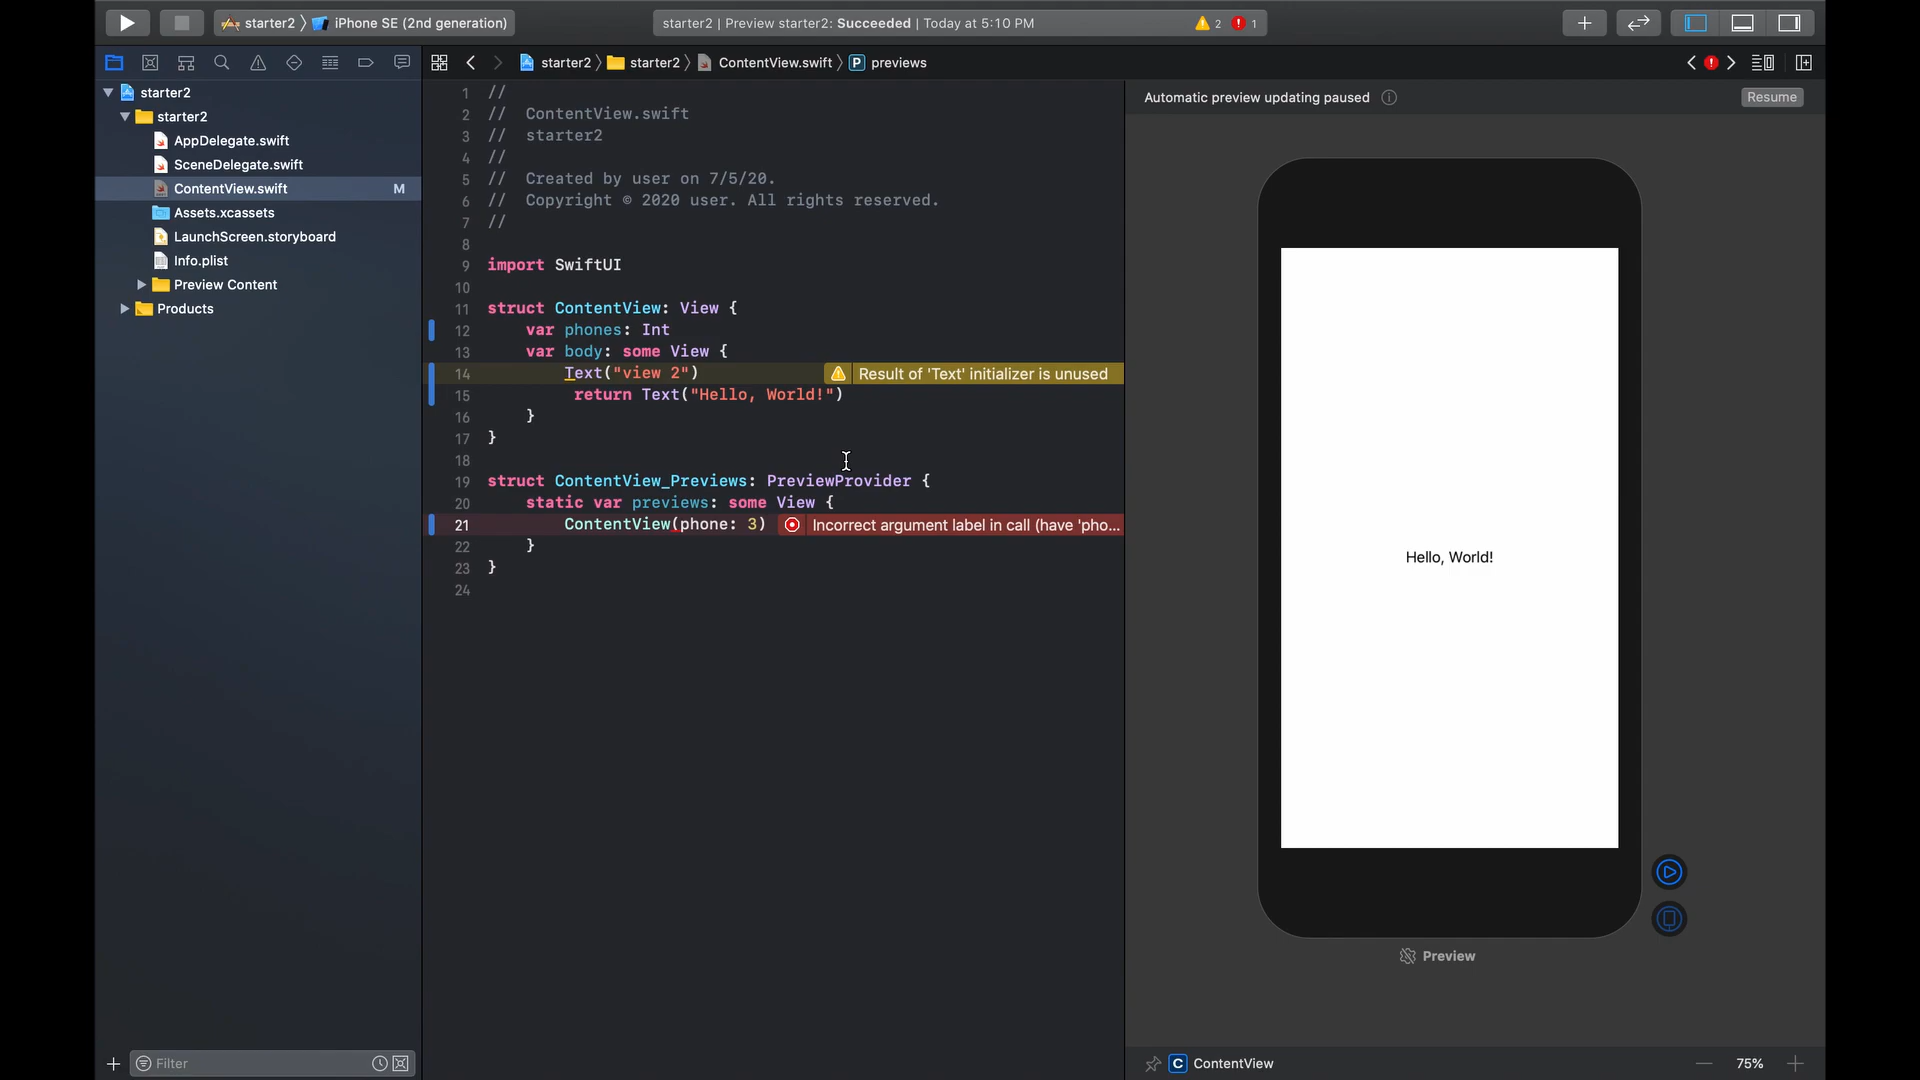 starter2 〉 iPhone SE (2nd generation)
starter2 | Preview starter2: Succeeded | Today at 5:10 PM
2
1
starter2 〉 starter2 〉 ContentView.swift 〉 P previews
starter2
starter2
AppDelegate.swift
SceneDelegate.swift
ContentView.swift M
Assets.xcassets
LaunchScreen.storyboard
Info.plist
Preview Content
Products
Filter
1 //
2 // ContentView.swift
3 // starter2
4 //
5 // Created by user on 7/5/20.
6 // Copyright © 2020 user. All rights reserved.
7 //
8
9 import SwiftUI
10
11 struct ContentView: View {
12 var phones: Int
13 var body: some View {
14 Text("view 2") Result of 'Text' initializer is unused
15 return Text("Hello, World!")
16 }
17 }
18
19 struct ContentView_Previews: PreviewProvider {
20 static var previews: some View {
21 ContentView(phone: 3) Incorrect argument label in call (have 'pho...
22 }
23 }
24
Automatic preview updating paused
Resume
Hello, World!
Preview
C ContentView
75%